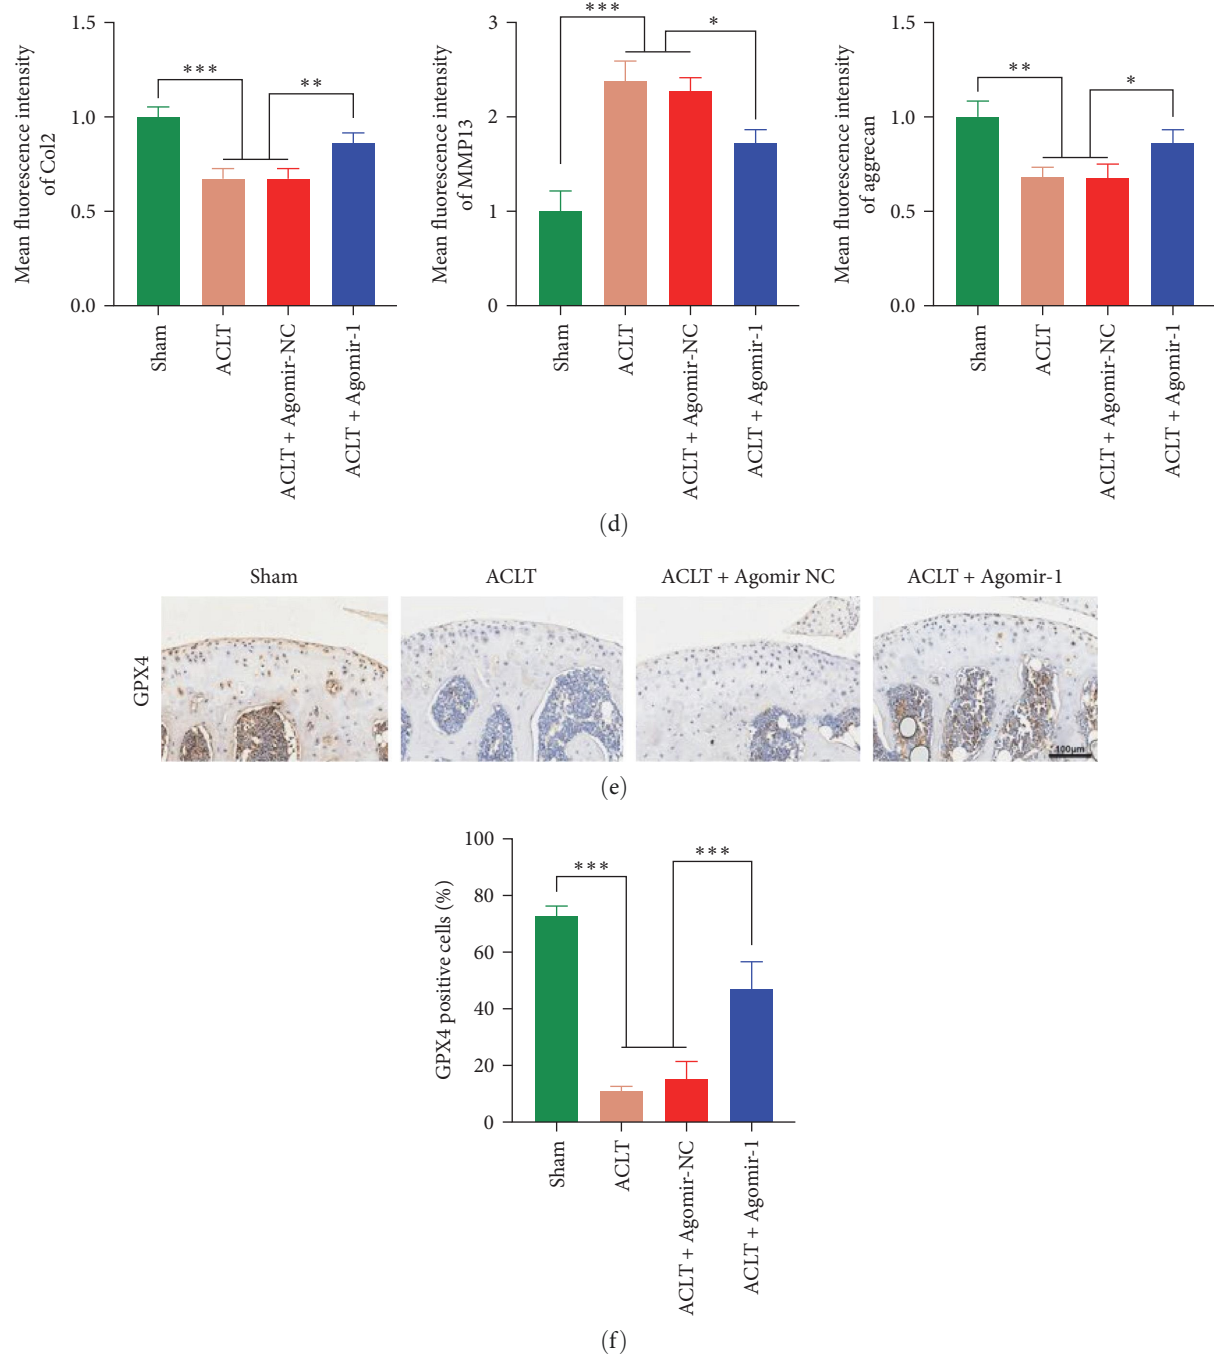 Mean fluorescence intensity
of Col2
1.5
1.0
0.5
0.0
***
**
Sham
ACLT
ACLT + Agomir-NC
ACLT + Agomir-1
Mean fluorescence intensity
of MMP13
3
2
1
0
***
*
Sham
ACLT
ACLT + Agomir-NC
ACLT + Agomir-1
Mean fluorescence intensity
of aggrecan
1.5
1.0
0.5
0.0
**
*
Sham
ACLT
ACLT + Agomir-NC
ACLT + Agomir-1
(d)
Sham
ACLT
ACLT + Agomir NC
ACLT + Agomir-1
GPX4
100μm
(e)
GPX4 positive cells (%)
100
80
60
40
20
0
***
***
Sham
ACLT
ACLT + Agomir-NC
ACLT + Agomir-1
(f)